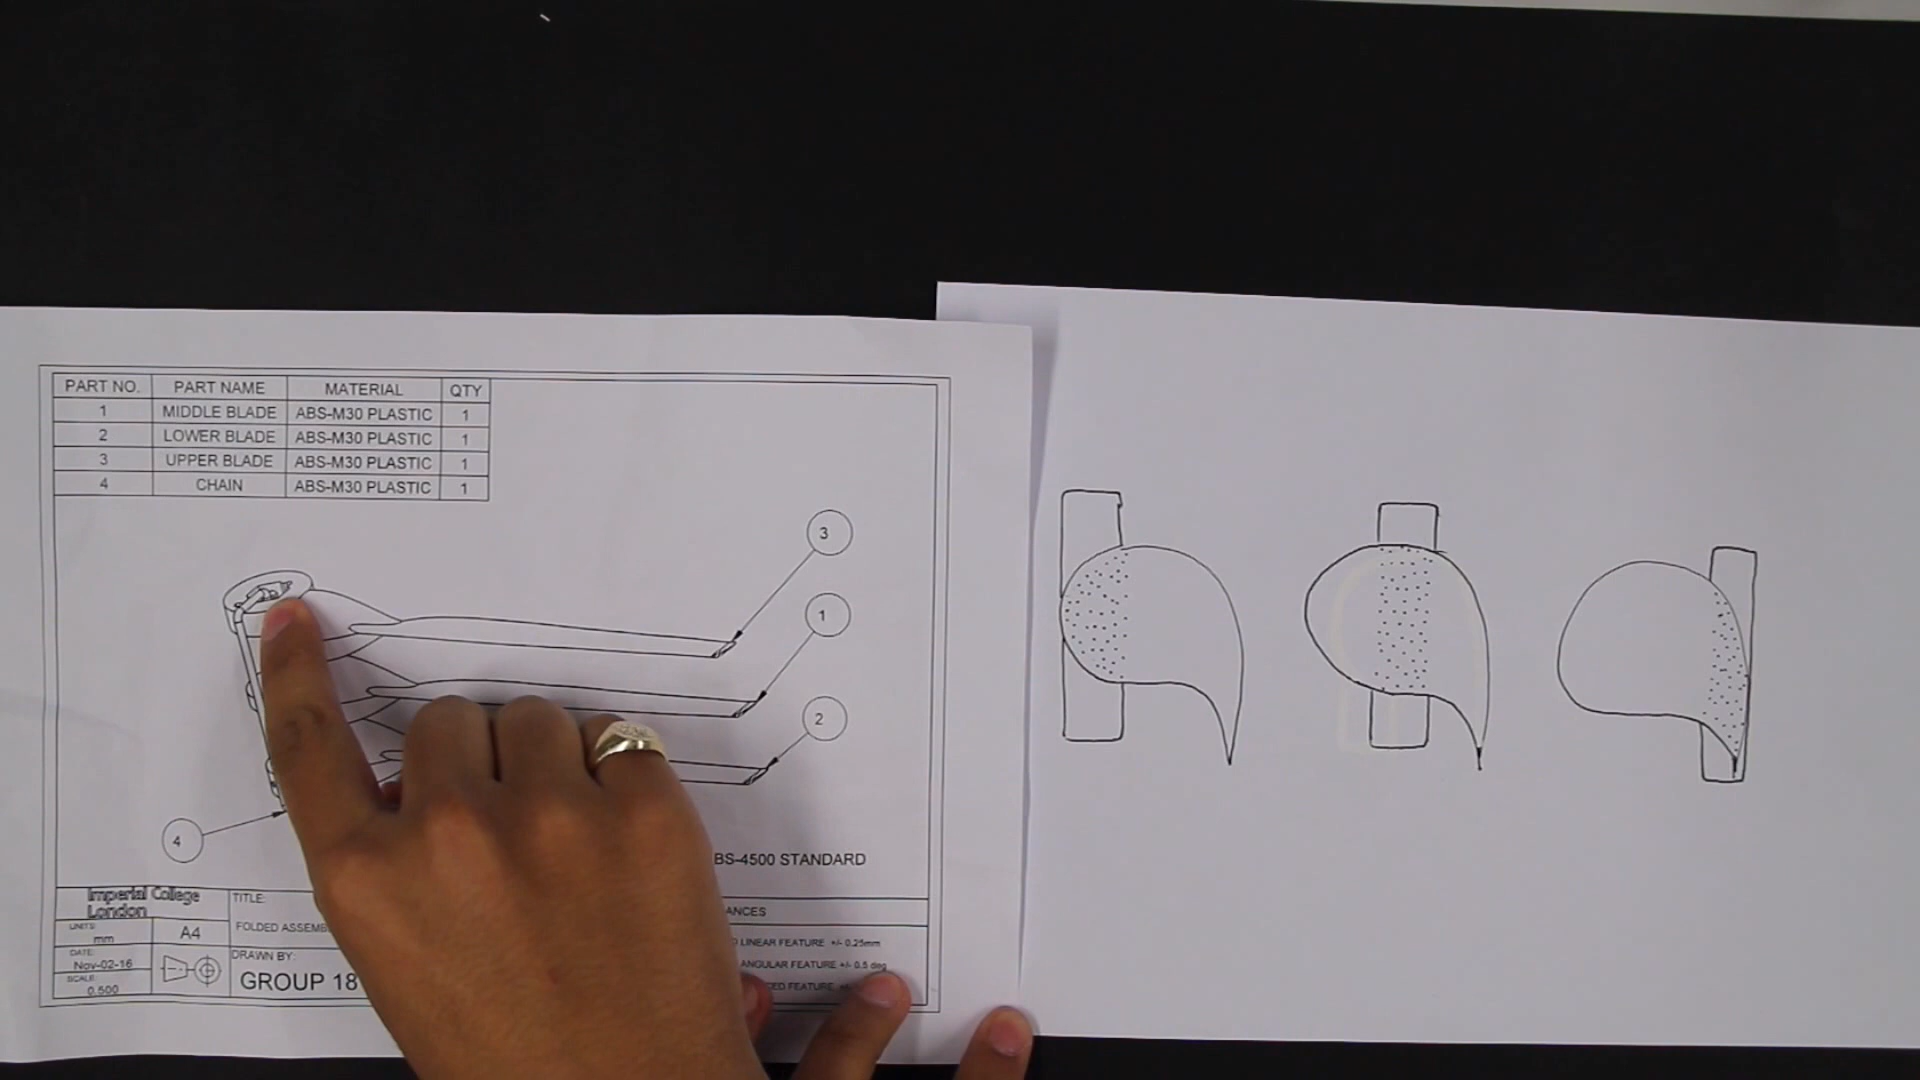 PART NO. PART NAME MATERIAL QTY
1 MIDDLE BLADE ABS-M30 PLASTIC 1
2 LOWER BLADE ABS-M30 PLASTIC 1
3 UPPER BLADE ABS-M30 PLASTIC 1
4 CHAIN ABS-M30 PLASTIC 1
3
1
2
4
BS-4500 STANDARD
Imperial College
London
TITLE:
ANCES
UNITS:
mm
A4
FOLDED ASSEMB
LINEAR FEATURE +/- 0.25mm
DATE:
Nov-02-16
DRAWN BY:
GROUP 18
ANGULAR FEATURE +/- 0.5 deg
SCALE:
0.500
CED FEATURE +/-